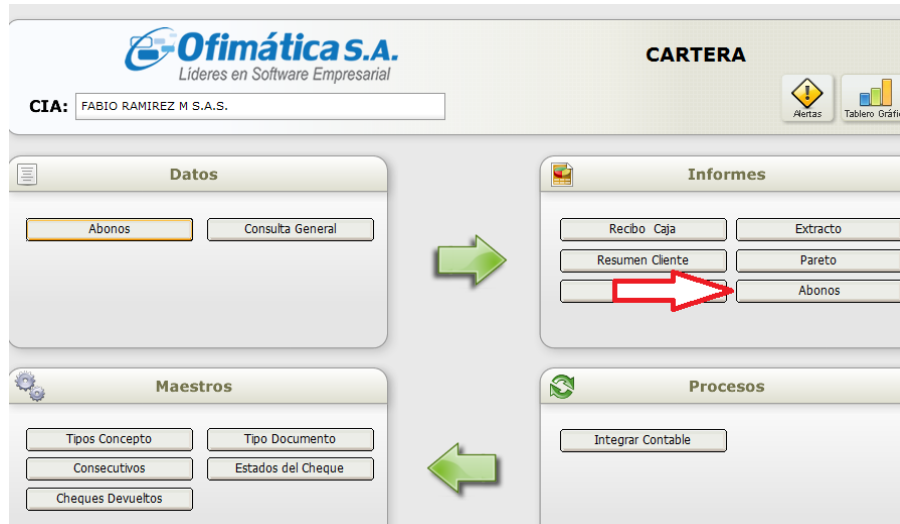 Ofimática S.A.
Líderes en Software Empresarial
CARTERA
CIA: FABIO RAMIREZ M S.A.S.
Alertas
Tablero Gráfi
Datos
Abonos
Consulta General
Informes
Recibo Caja
Extracto
Resumen Cliente
Pareto
Abonos
Maestros
Tipos Concepto
Tipo Documento
Consecutivos
Estados del Cheque
Cheques Devueltos
Procesos
Integrar Contable